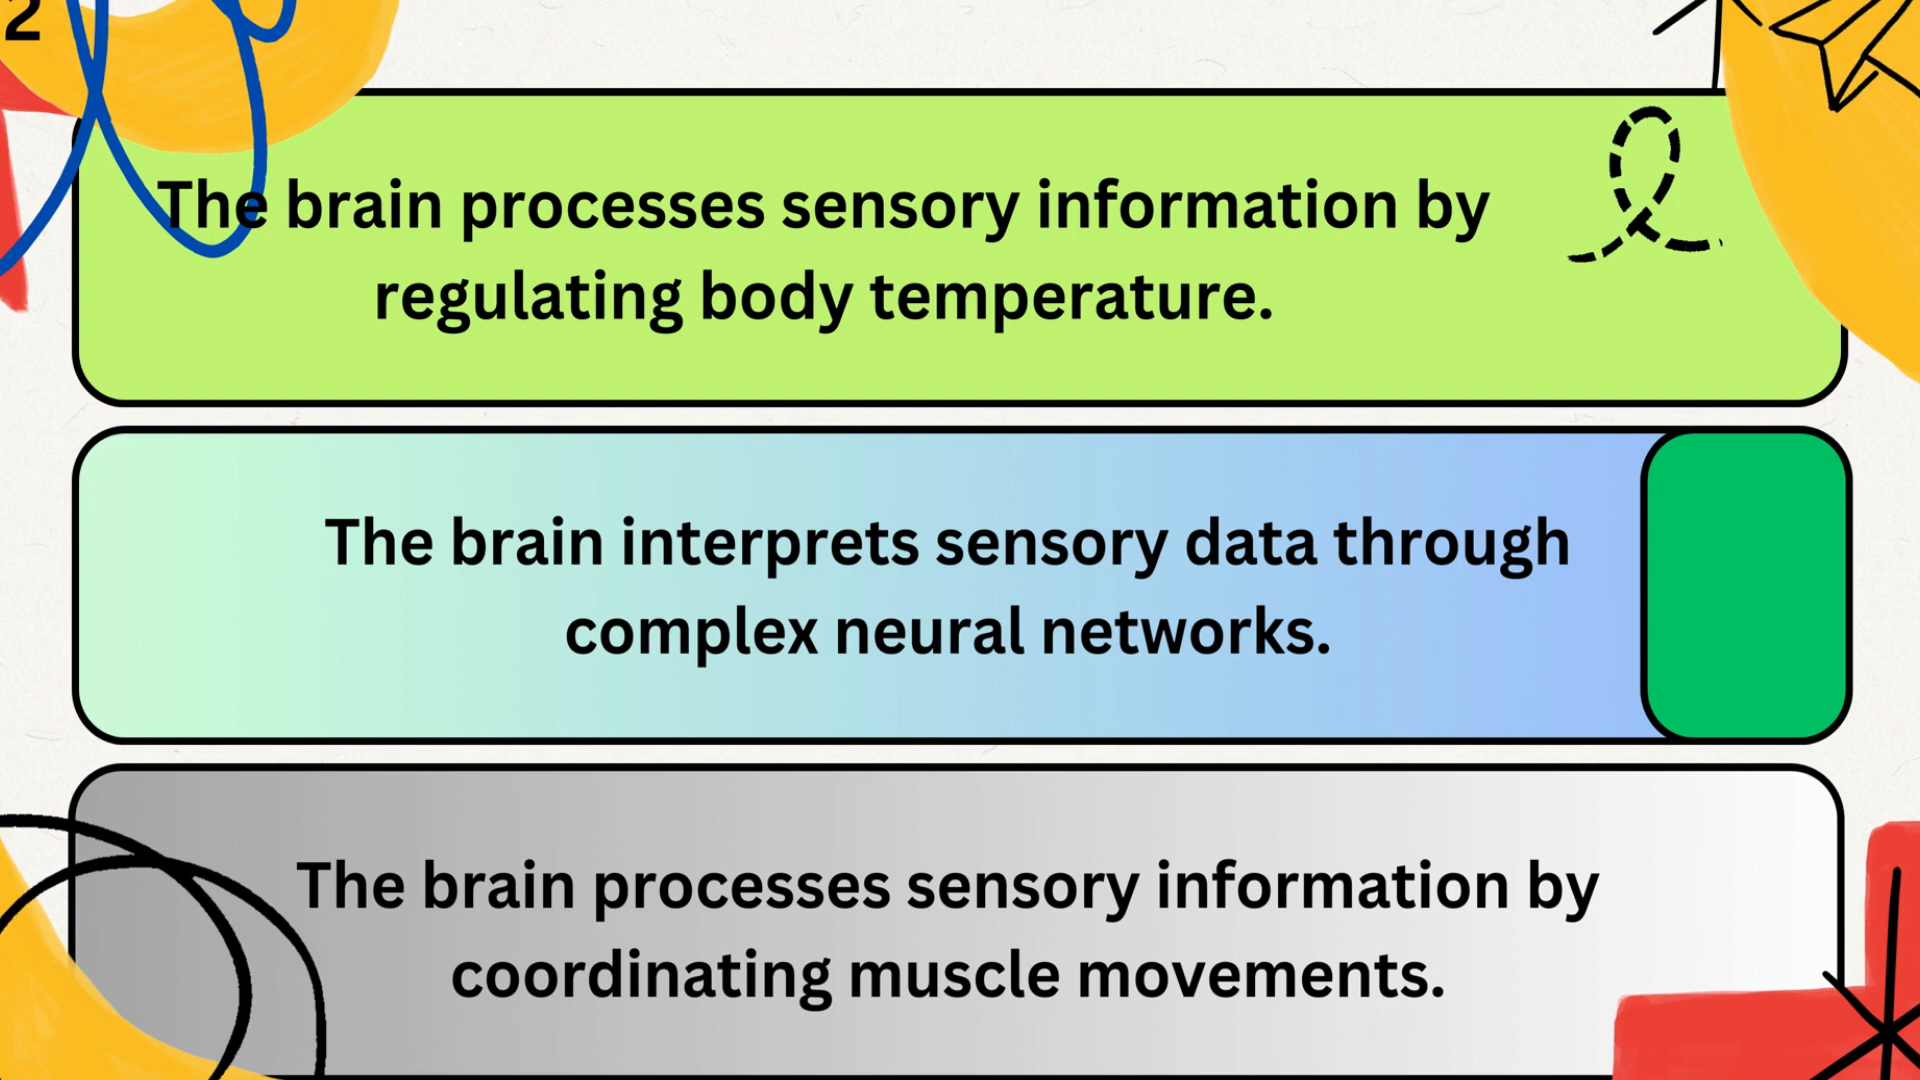 2
The brain processes sensory information by
regulating body temperature.
The brain interprets sensory data through
complex neural networks.
The brain processes sensory information by
coordinating muscle movements.